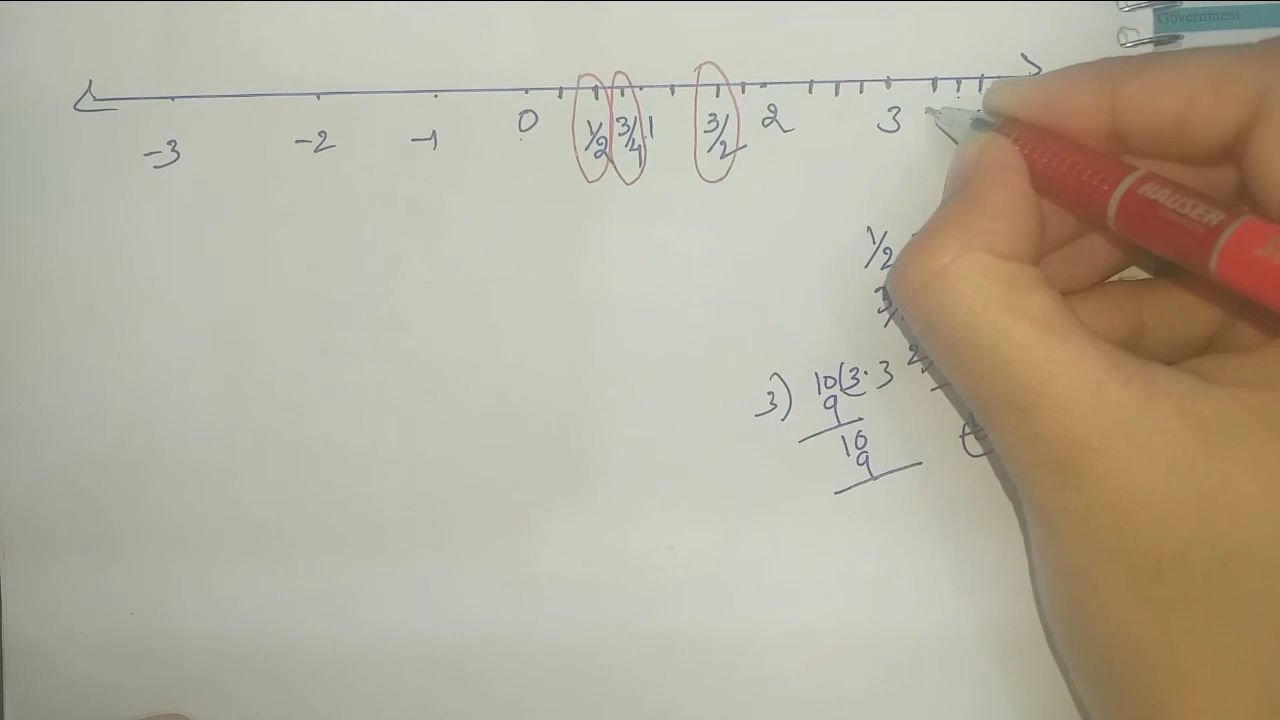 Government
-3 -2 -1 0 1/2 3/4 1 3/2 2 3
HAUSER
1/2
3) 10(3.3
9
10
9